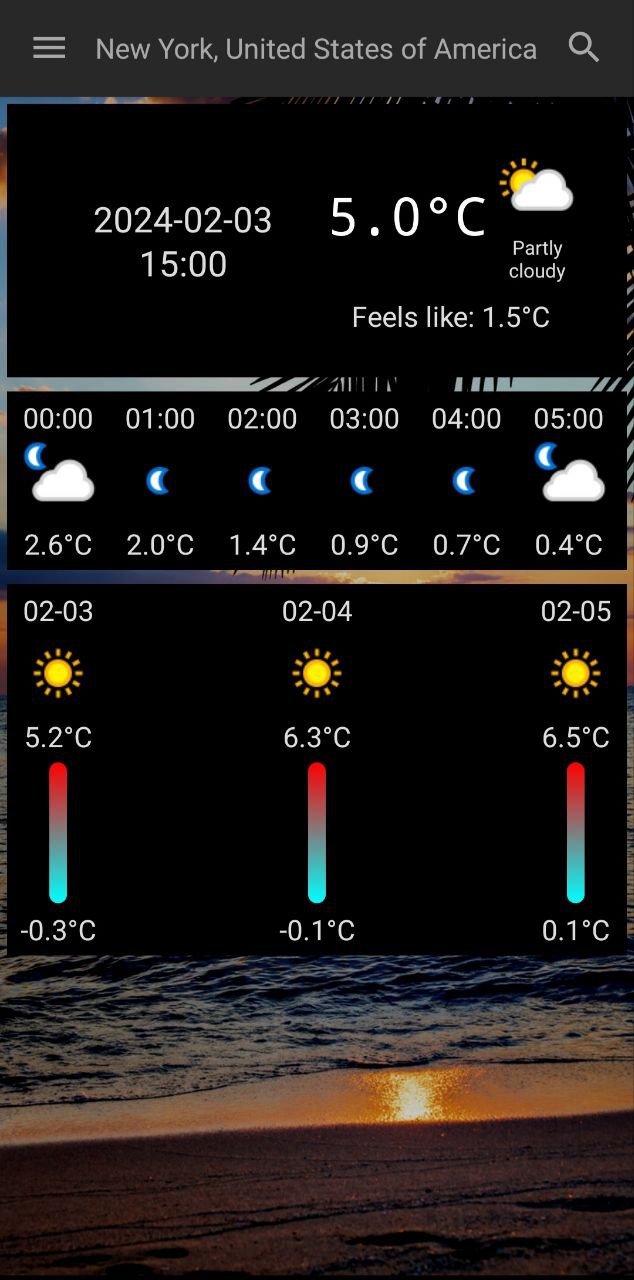 New York, United States of America
2024-02-03
15:00
5.0°C
Partly
cloudy
Feels like: 1.5°C
00:00 01:00 02:00 03:00 04:00 05:00
2.6°C 2.0°C 1.4°C 0.9°C 0.7°C 0.4°C
02-03 02-04 02-05
5.2°C 6.3°C 6.5°C
-0.3°C -0.1°C 0.1°C